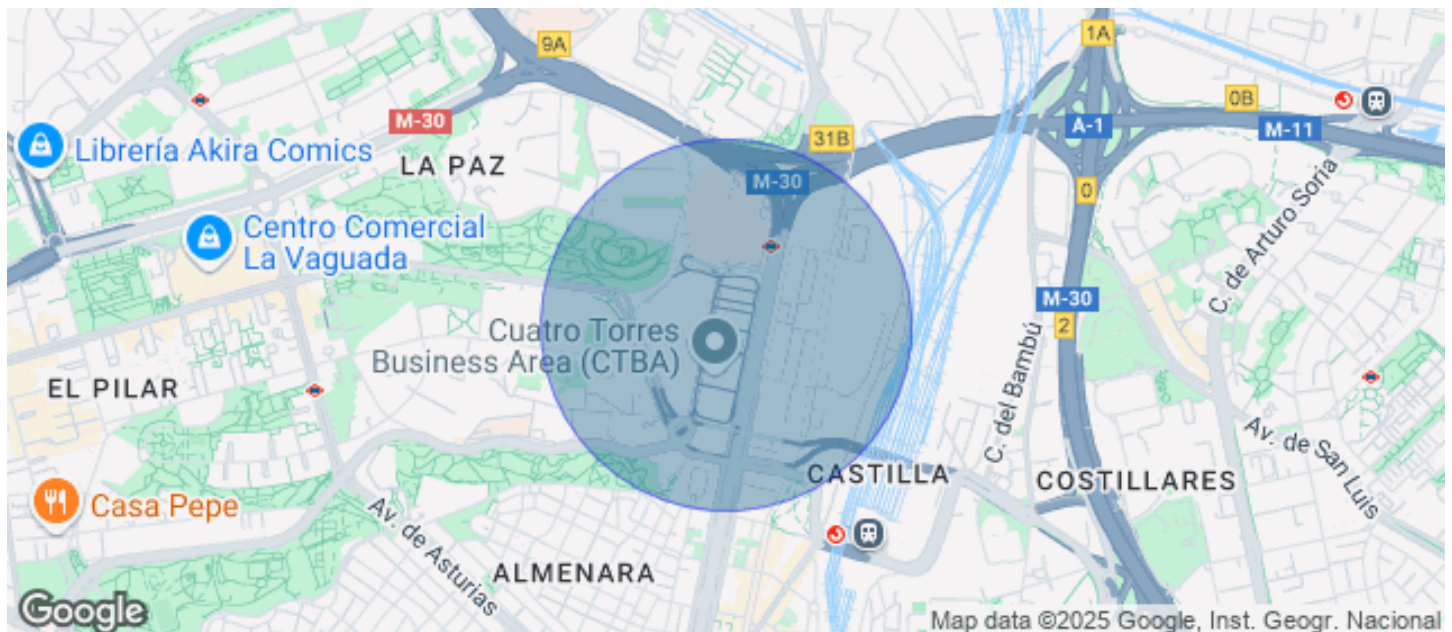 9A
1A
0B
M-30
31B
A-1
M-11
Librería Akira Comics
LA PAZ
M-30
0
C. de Arturo Soria
Centro Comercial
La Vaguada
M-30
2
Cuatro Torres
Business Area (CTBA)
EL PILAR
C. del Bambú
CASTILLA
COSTILLARES
Av. de San Luis
Casa Pepe
Av. de Asturias
ALMENARA
Google
Map data ©2025 Google, Inst. Geogr. Nacional